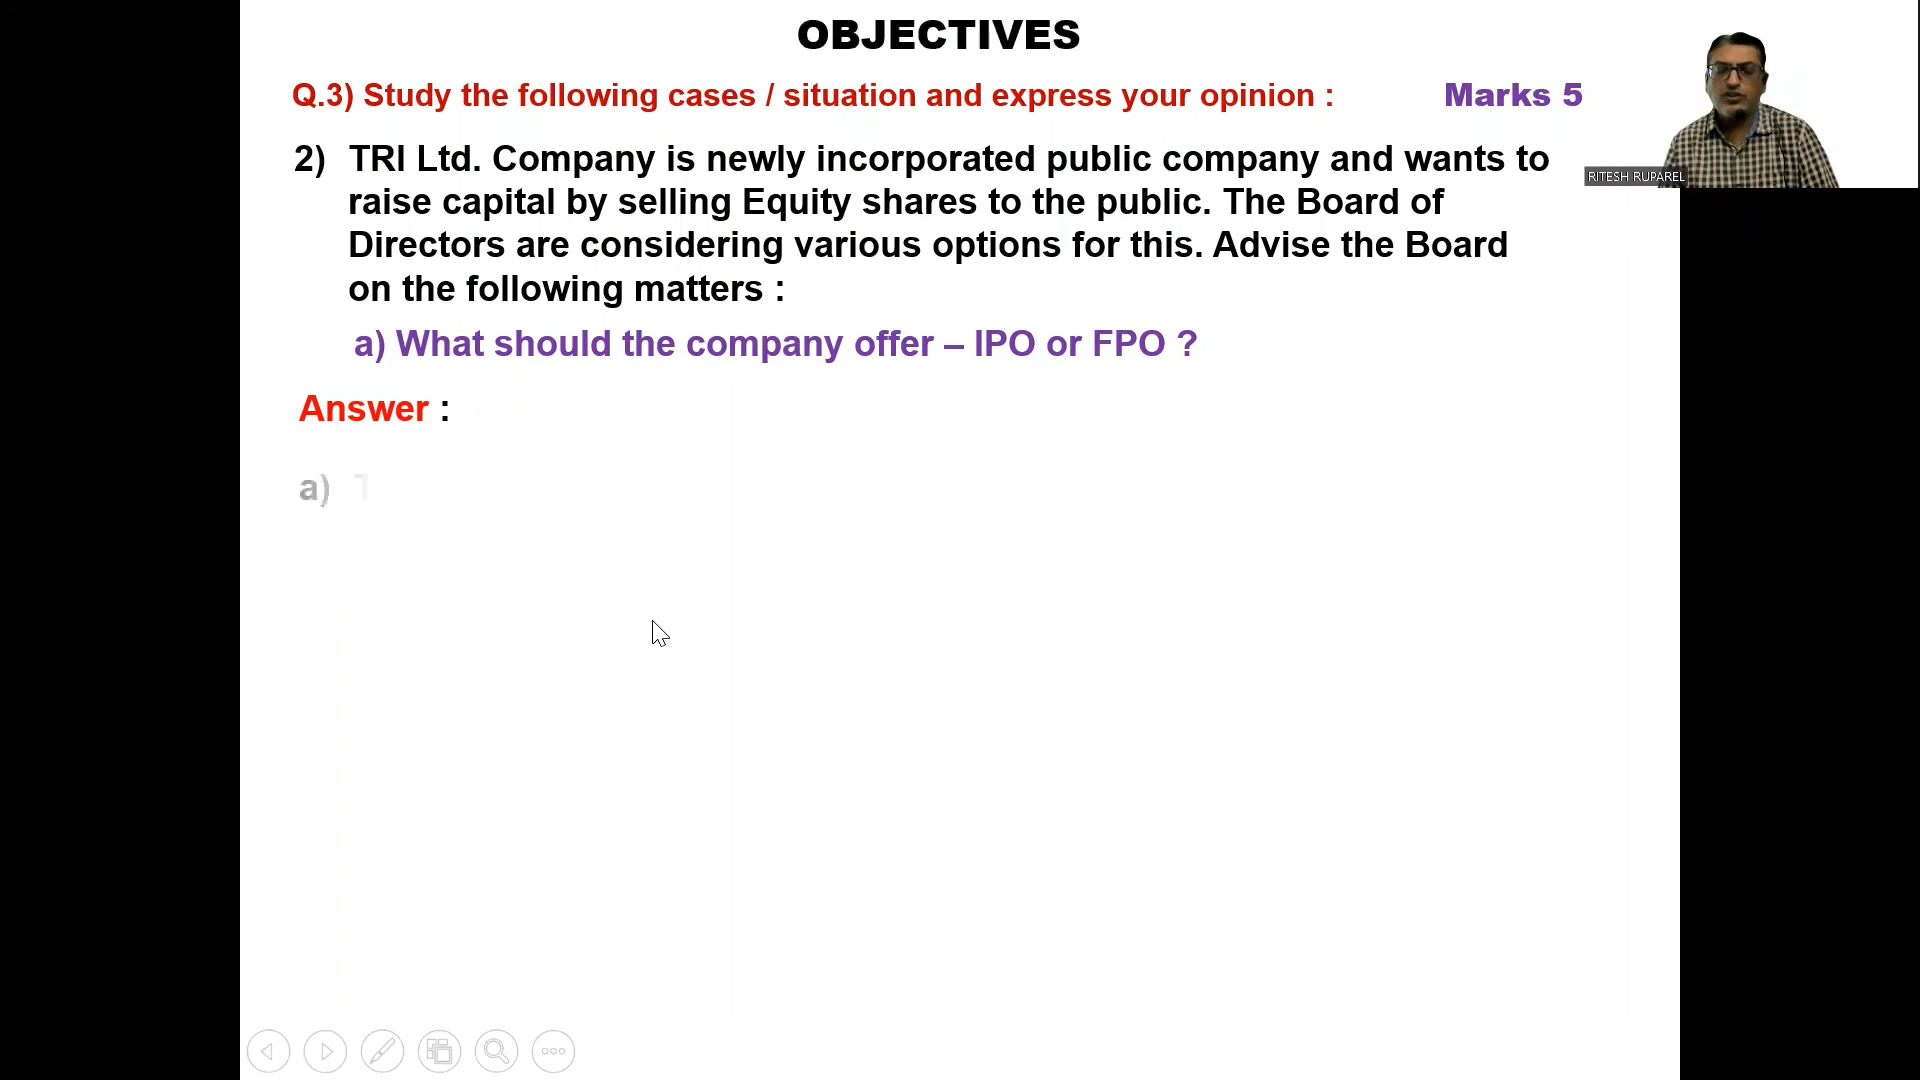 OBJECTIVES
Q.3) Study the following cases / situation and express your opinion : Marks 5
2) TRI Ltd. Company is newly incorporated public company and wants to
raise capital by selling Equity shares to the public. The Board of
Directors are considering various options for this. Advise the Board
on the following matters :
a) What should the company offer – IPO or FPO ?
Answer :
a) T
RITESH RUPAREL